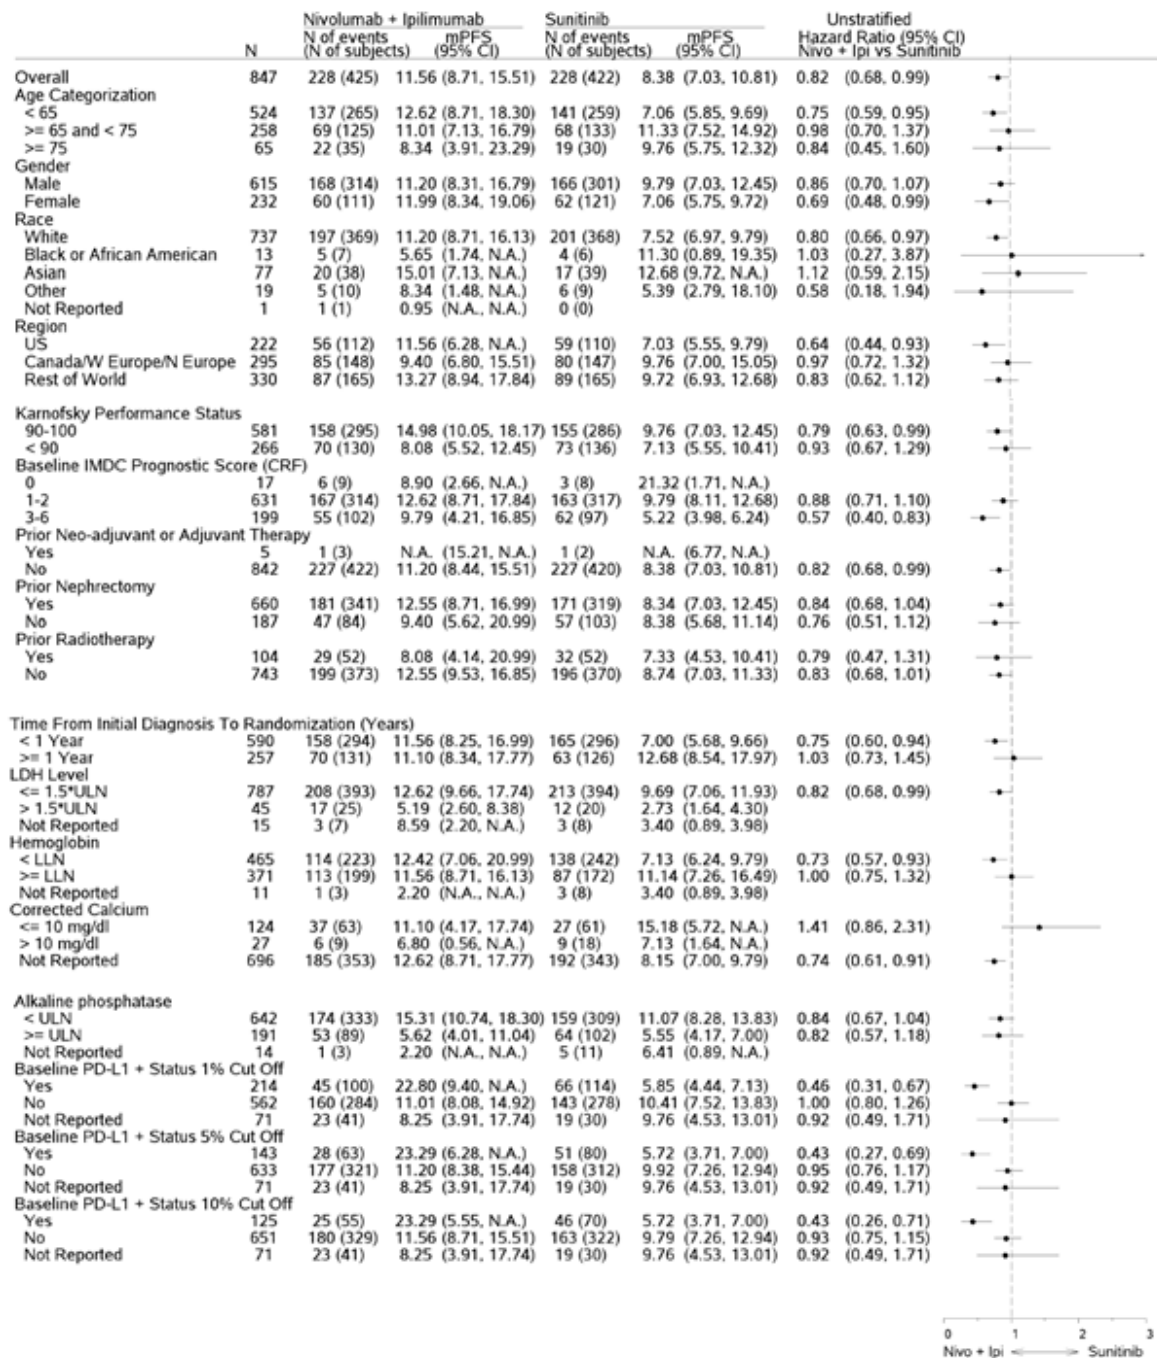 Nivolumab + Ipilimumab Sunitinib Unstratified
N of events mPFS N of events mPFS Hazard Ratio (95% CI)
N (N of subjects) (95% CI) (N of subjects) (95% CI) Nivo + Ipi vs Sunitinib
Overall 847 228 (425) 11.56 (8.71, 15.51) 228 (422) 8.38 (7.03, 10.81) 0.82 (0.68, 0.99)
Age Categorization
< 65 524 137 (265) 12.62 (8.71, 18.30) 141 (259) 7.06 (5.85, 9.69) 0.75 (0.59, 0.95)
>= 65 and < 75 258 69 (125) 11.01 (7.13, 16.79) 68 (133) 11.33 (7.52, 14.92) 0.98 (0.70, 1.37)
>= 75 65 22 (35) 8.34 (3.91, 23.29) 19 (30) 9.76 (5.75, 12.32) 0.84 (0.45, 1.60)
Gender
Male 615 168 (314) 11.20 (8.31, 16.79) 166 (301) 9.79 (7.03, 12.45) 0.86 (0.70, 1.07)
Female 232 60 (111) 11.99 (8.34, 19.06) 62 (121) 7.06 (5.75, 9.72) 0.69 (0.48, 0.99)
Race
White 737 197 (369) 11.20 (8.71, 16.13) 201 (368) 7.52 (6.97, 9.79) 0.80 (0.66, 0.97)
Black or African American 13 5 (7) 5.65 (1.74, N.A.) 4 (6) 11.30 (0.89, 19.35) 1.03 (0.27, 3.87)
Asian 77 20 (38) 15.01 (7.13, N.A.) 17 (39) 12.68 (9.72, N.A.) 1.12 (0.59, 2.15)
Other 19 5 (10) 8.34 (1.48, N.A.) 6 (9) 5.39 (2.79, 18.10) 0.58 (0.18, 1.94)
Not Reported 1 1 (1) 0.95 (N.A., N.A.) 0 (0)
Region
US 222 56 (112) 11.56 (6.28, N.A.) 59 (110) 7.03 (5.55, 9.79) 0.64 (0.44, 0.93)
Canada/W Europe/N Europe 295 85 (148) 9.40 (6.80, 15.51) 80 (147) 9.76 (7.00, 15.05) 0.97 (0.72, 1.32)
Rest of World 330 87 (165) 13.27 (8.94, 17.84) 89 (165) 9.72 (6.93, 12.68) 0.83 (0.62, 1.12)
Karnofsky Performance Status
90-100 581 158 (295) 14.98 (10.05, 18.17) 155 (286) 9.76 (7.03, 12.45) 0.79 (0.63, 0.99)
< 90 266 70 (130) 8.08 (5.52, 12.45) 73 (136) 7.13 (5.55, 10.41) 0.93 (0.67, 1.29)
Baseline IMDC Prognostic Score (CRF)
0 17 6 (9) 8.90 (2.66, N.A.) 3 (8) 21.32 (1.71, N.A.)
1-2 631 167 (314) 12.62 (8.71, 17.84) 163 (317) 9.79 (8.11, 12.68) 0.88 (0.71, 1.10)
3-6 199 55 (102) 9.79 (4.21, 16.85) 62 (97) 5.22 (3.98, 6.24) 0.57 (0.40, 0.83)
Prior Neo-adjuvant or Adjuvant Therapy
Yes 5 1 (3) N.A. (15.21, N.A.) 1 (2) N.A. (6.77, N.A.)
No 842 227 (422) 11.20 (8.44, 15.51) 227 (420) 8.38 (7.03, 10.81) 0.82 (0.68, 0.99)
Prior Nephrectomy
Yes 660 181 (341) 12.55 (8.71, 16.99) 171 (319) 8.34 (7.03, 12.45) 0.84 (0.68, 1.04)
No 187 47 (84) 9.40 (5.62, 20.99) 57 (103) 8.38 (5.68, 11.14) 0.76 (0.51, 1.12)
Prior Radiotherapy
Yes 104 29 (52) 8.08 (4.14, 20.99) 32 (52) 7.33 (4.53, 10.41) 0.79 (0.47, 1.31)
No 743 199 (373) 12.55 (9.53, 16.85) 196 (370) 8.74 (7.03, 11.33) 0.83 (0.68, 1.01)
Time From Initial Diagnosis To Randomization (Years)
< 1 Year 590 158 (294) 11.56 (8.25, 16.99) 165 (296) 7.00 (5.68, 9.66) 0.75 (0.60, 0.94)
>= 1 Year 257 70 (131) 11.10 (8.34, 17.77) 63 (126) 12.68 (8.54, 17.97) 1.03 (0.73, 1.45)
LDH Level
<= 1.5*ULN 787 208 (393) 12.62 (9.66, 17.74) 213 (394) 9.69 (7.06, 11.93) 0.82 (0.68, 0.99)
> 1.5*ULN 45 17 (25) 5.19 (2.60, 8.38) 12 (20) 2.73 (1.64, 4.30)
Not Reported 15 3 (7) 8.59 (2.20, N.A.) 3 (8) 3.40 (0.89, 3.98)
Hemoglobin
< LLN 465 114 (223) 12.42 (7.06, 20.99) 138 (242) 7.13 (6.24, 9.79) 0.73 (0.57, 0.93)
>= LLN 371 113 (199) 11.56 (8.71, 16.13) 87 (172) 11.14 (7.26, 16.49) 1.00 (0.75, 1.32)
Not Reported 11 1 (3) 2.20 (N.A., N.A.) 3 (8) 3.40 (0.89, 3.98)
Corrected Calcium
<= 10 mg/dl 124 37 (63) 11.10 (4.17, 17.74) 27 (61) 15.18 (5.72, N.A.) 1.41 (0.86, 2.31)
> 10 mg/dl 27 6 (9) 6.80 (0.56, N.A.) 9 (18) 7.13 (1.64, N.A.)
Not Reported 696 185 (353) 12.62 (8.71, 17.77) 192 (343) 8.15 (7.00, 9.79) 0.74 (0.61, 0.91)
Alkaline phosphatase
< ULN 642 174 (333) 15.31 (10.74, 18.30) 159 (309) 11.07 (8.28, 13.83) 0.84 (0.67, 1.04)
>= ULN 191 53 (89) 5.62 (4.01, 11.04) 64 (102) 5.55 (4.17, 7.00) 0.82 (0.57, 1.18)
Not Reported 14 1 (3) 2.20 (N.A., N.A.) 5 (11) 6.41 (0.89, N.A.)
Baseline PD-L1 + Status 1% Cut Off
Yes 214 45 (100) 22.80 (9.40, N.A.) 66 (114) 5.85 (4.44, 7.13) 0.46 (0.31, 0.67)
No 562 160 (284) 11.01 (8.08, 14.92) 143 (278) 10.41 (7.52, 13.83) 1.00 (0.80, 1.26)
Not Reported 71 23 (41) 8.25 (3.91, 17.74) 19 (30) 9.76 (4.53, 13.01) 0.92 (0.49, 1.71)
Baseline PD-L1 + Status 5% Cut Off
Yes 143 28 (63) 23.29 (6.28, N.A.) 51 (80) 5.72 (3.71, 7.00) 0.43 (0.27, 0.69)
No 633 177 (321) 11.20 (8.38, 15.44) 158 (312) 9.92 (7.26, 12.94) 0.95 (0.76, 1.17)
Not Reported 71 23 (41) 8.25 (3.91, 17.74) 19 (30) 9.76 (4.53, 13.01) 0.92 (0.49, 1.71)
Baseline PD-L1 + Status 10% Cut Off
Yes 125 25 (55) 23.29 (5.55, N.A.) 46 (70) 5.72 (3.71, 7.00) 0.43 (0.26, 0.71)
No 651 180 (329) 11.56 (8.71, 15.51) 163 (322) 9.79 (7.26, 12.94) 0.93 (0.75, 1.15)
Not Reported 71 23 (41) 8.25 (3.91, 17.74) 19 (30) 9.76 (4.53, 13.01) 0.92 (0.49, 1.71)
0 1 2 3
Nivo + Ipi Sunitinib